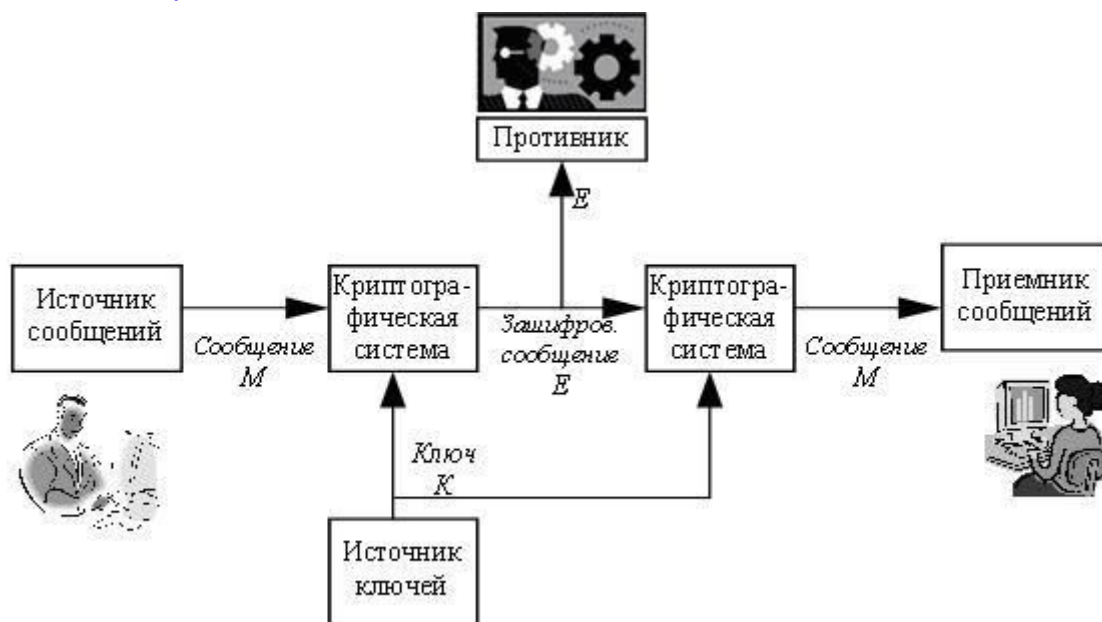 Противник
E
Источник
сообщений
Сообщение
M
Криптогра-
фическая
система
Зашифров.
сообщение
E
Криптогра-
фическая
система
Сообщение
M
Приемник
сообщений
Ключ
K
Источник
ключей